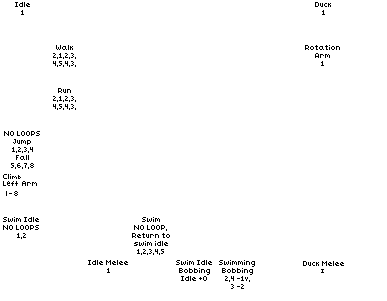 Idle
1
Duck
1
Walk
2,1,2,3,
4,5,4,3,
Rotation
Arm
1
Run
2,1,2,3,
4,5,4,3,
NO LOOPS
Jump
1,2,3,4
Fall
5,6,7,8
Climb
Left Arm
1-8
Swim Idle
NO LOOPS
1,2
Swim
NO LOOP,
Return to
swim idle
1,2,3,4,5
Idle Melee
1
Swim Idle
Bobbing
Idle +0
Swimming
Bobbing
2,4 -1v,
3 -2
Duck Melee
1